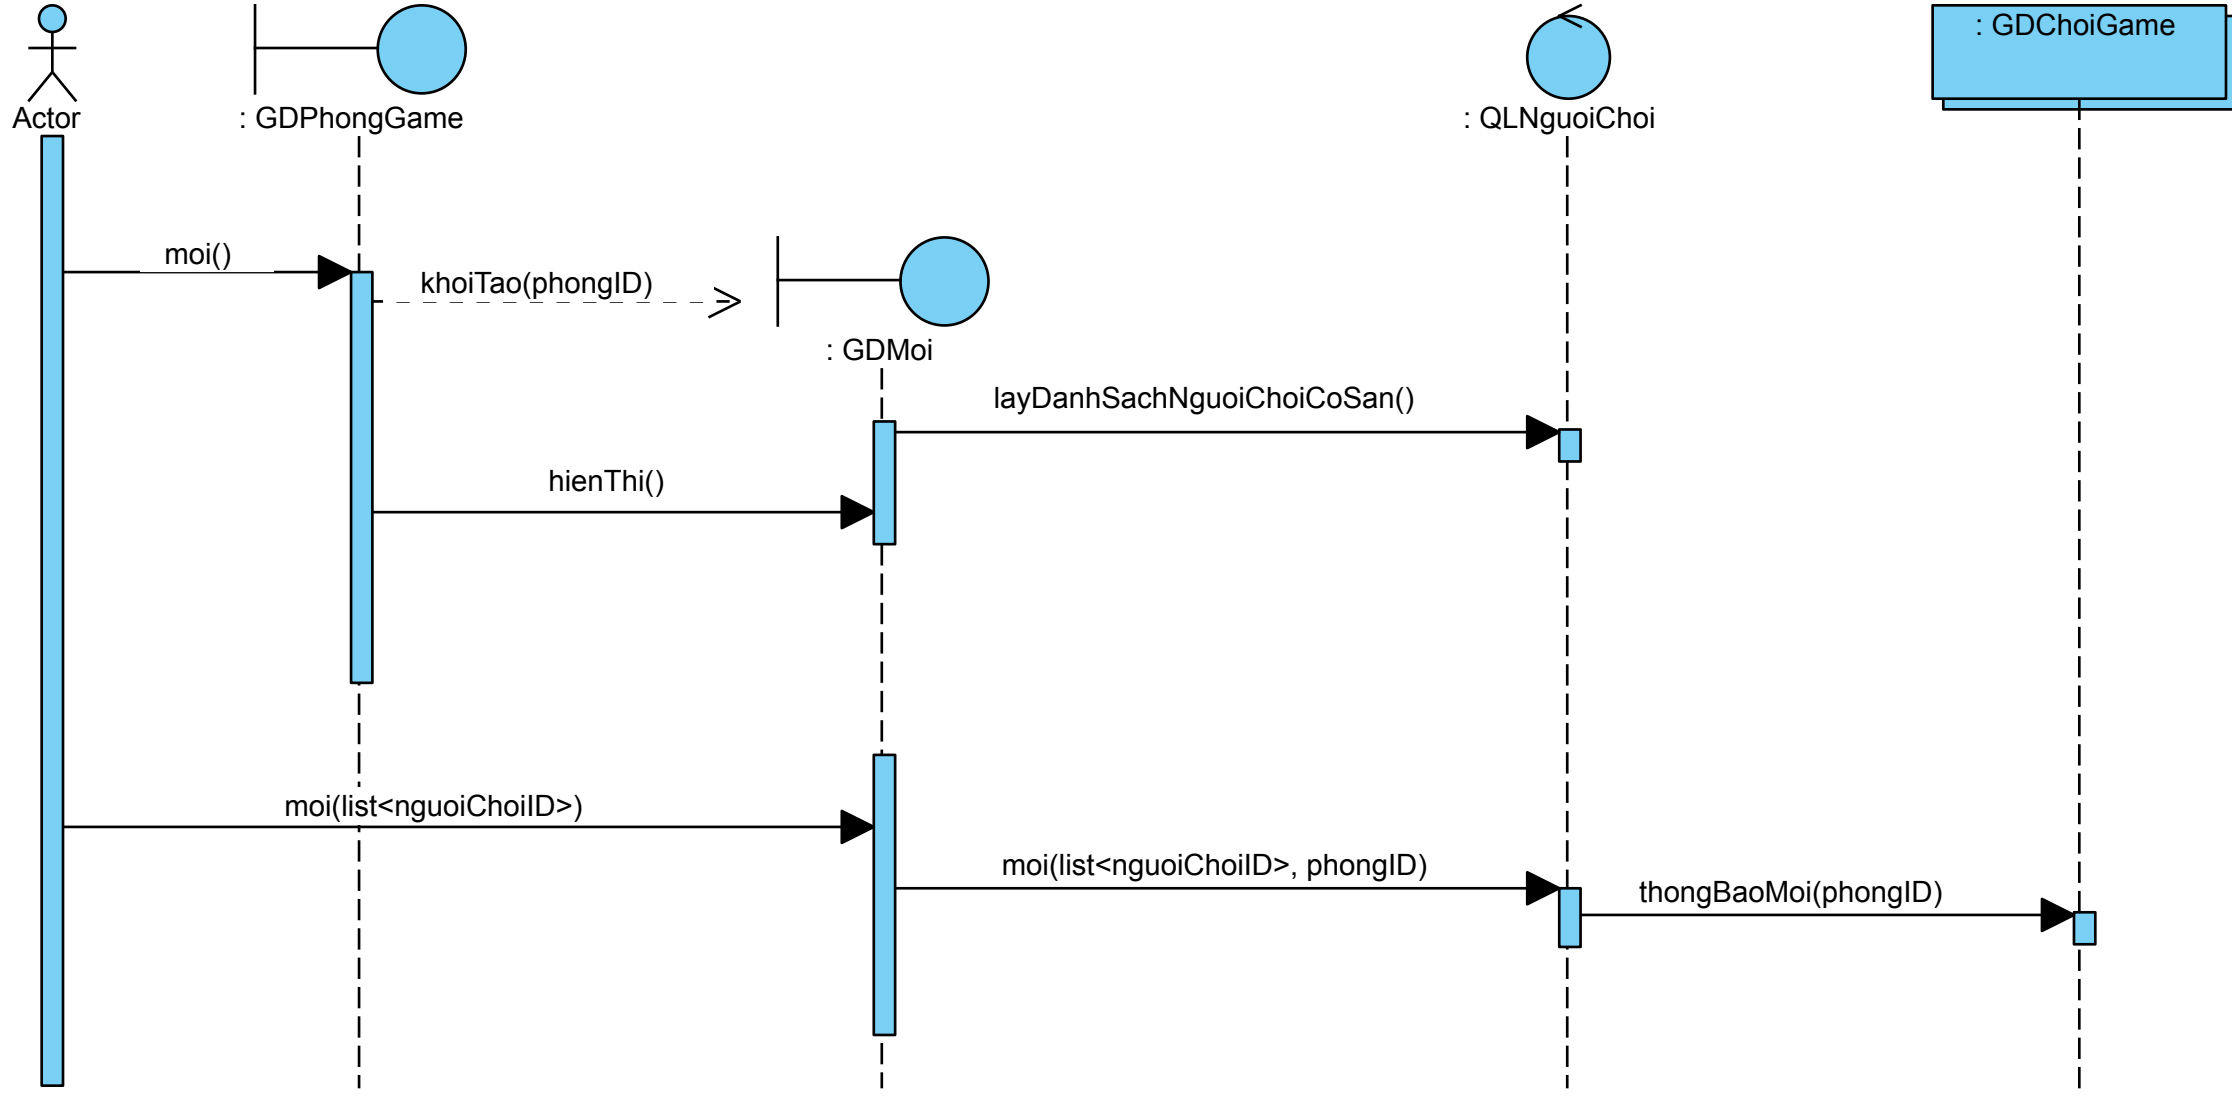 : GDChoiGame
Actor
: GDPhongGame
: QLNguoiChoi
moi()
khoiTao(phongID)
: GDMoi
layDanhSachNguoiChoiCoSan()
hienThi()
moi(list<nguoiChoiID>)
moi(list<nguoiChoiID>, phongID)
thongBaoMoi(phongID)